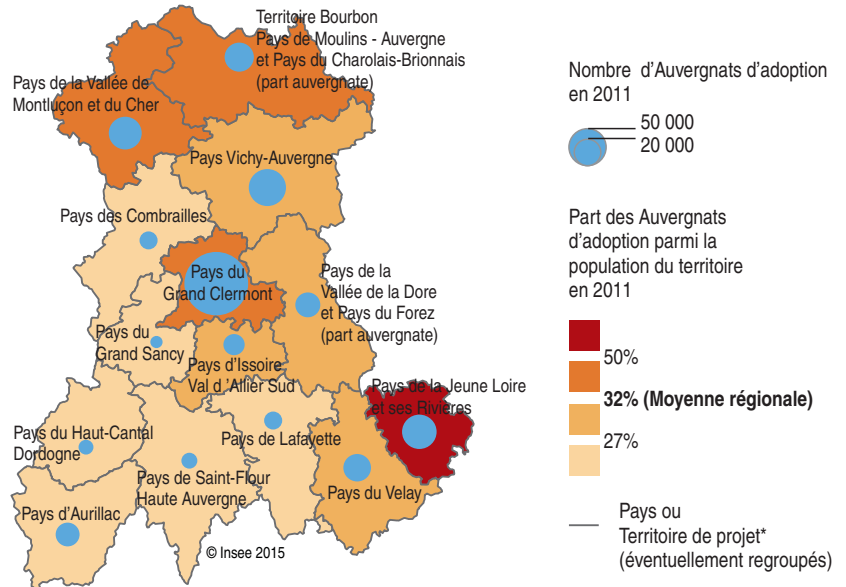 Territoire Bourbon
Pays de Moulins - Auvergne
et Pays du Charolais-Brionnais
(part auvergnate)
Pays de la Vallée de
Montluçon et du Cher
Pays Vichy-Auvergne
Pays des Combrailles
Pays du
Grand Clermont
Pays de la
Vallée de la Dore
et Pays du Forez
(part auvergnate)
Pays du
Grand Sancy
Pays d'Issoire
Val d 'Allier Sud
Pays de la Jeune Loire
et ses Rivières
Pays du Haut-Cantal
Dordogne
Pays de Lafayette
Pays de Saint-Flour
Haute Auvergne
Pays du Velay
Pays d'Aurillac
© Insee 2015
Nombre d'Auvergnats d'adoption
en 2011
50 000
20 000
Part des Auvergnats
d'adoption parmi la
population du territoire
en 2011
50%
32% (Moyenne régionale)
27%
Pays ou
Territoire de projet*
(éventuellement regroupés)